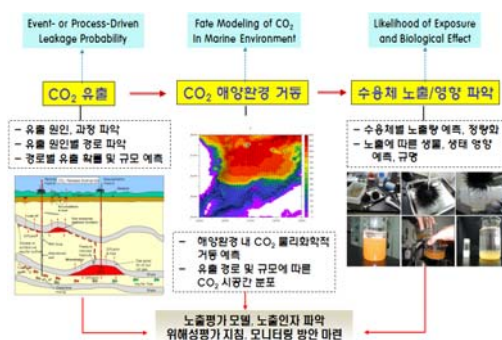 Event- or Process-Driven
Leakage Probability
Fate Modeling of CO₂
In Marine Environment
Likelihood of Exposure
and Biological Effect
CO₂ 유출
CO₂ 해양환경 거동
수용체 노출/영향 파악
- 유출 원인, 과정 파악
- 유출 원인별 경로 파악
- 경로별 유출 확률 및 규모 예측
- 수용체별 노출량 예측, 정량화
- 노출에 따른 생물, 생태 영향
예측, 규명
- 해양환경 내 CO₂ 물리화학적
거동 예측
- 유출 경로 및 규모에 따른
CO₂ 시공간 분포
노출평가 모델, 노출인자 파악
위해성평가 지침, 모니터링 방안 마련